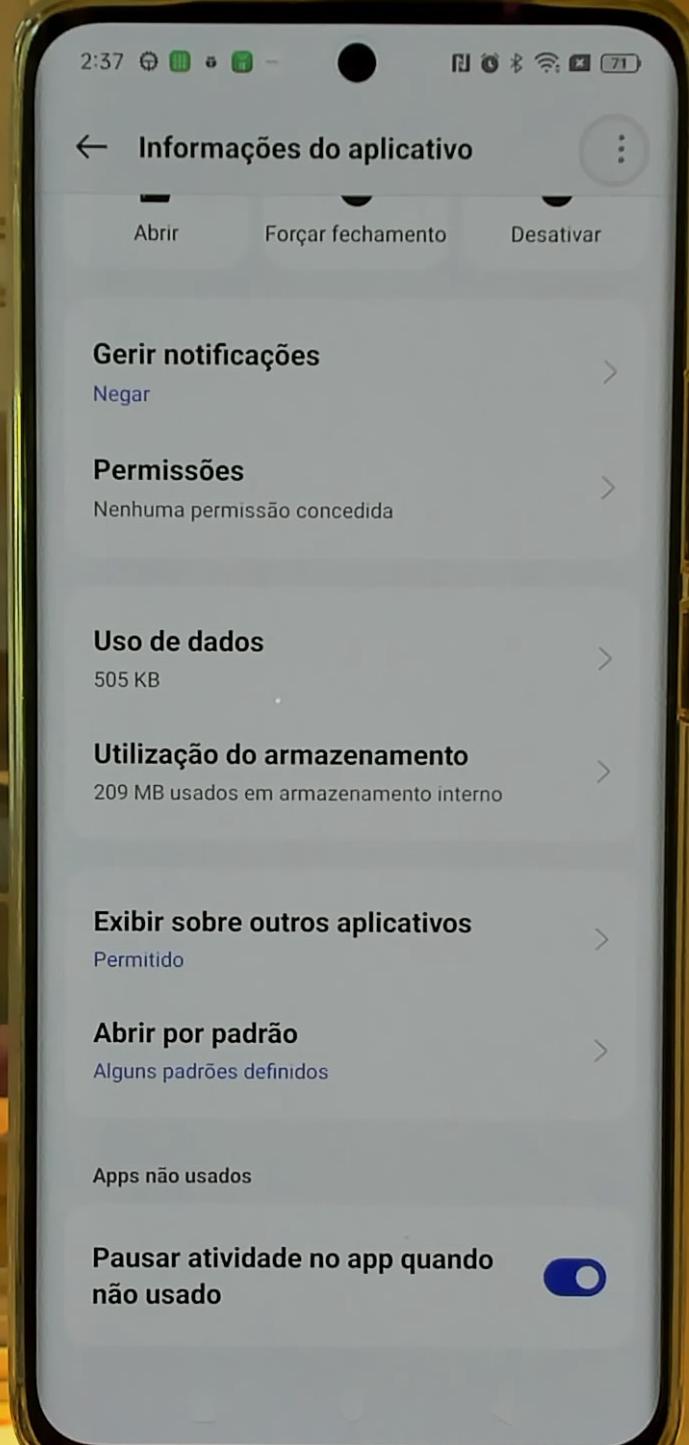 2:37
71
Informações do aplicativo
Abrir
Forçar fechamento
Desativar
Gerir notificações
Negar
Permissões
Nenhuma permissão concedida
Uso de dados
505 KB
Utilização do armazenamento
209 MB usados em armazenamento interno
Exibir sobre outros aplicativos
Permitido
Abrir por padrão
Alguns padrões definidos
Apps não usados
Pausar atividade no app quando
não usado